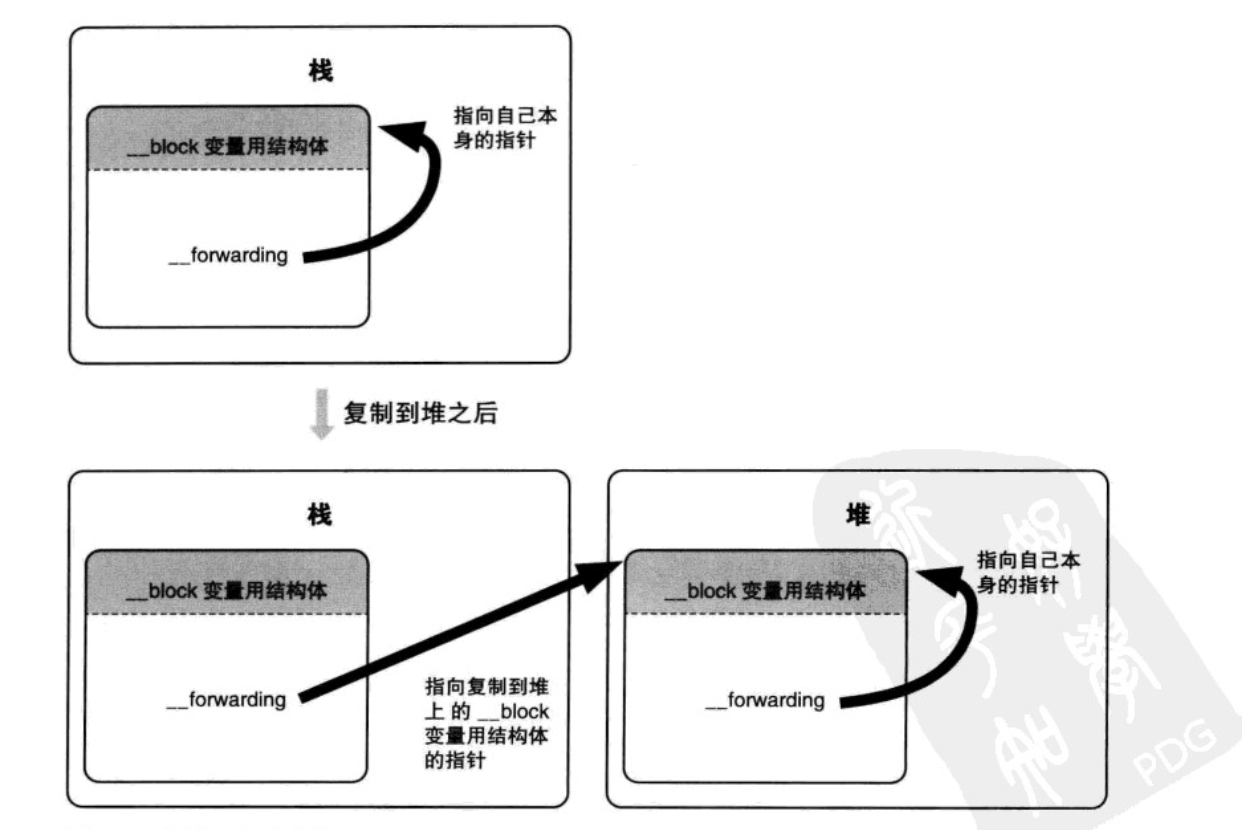 栈
__block 变量用结构体
指向自己本
身的指针
__forwarding
复制到堆之后
栈
__block 变量用结构体
__forwarding
指向复制到堆
上的 __block
变量用结构体
的指针
堆
__block 变量用结构体
指向自己本
身的指针
__forwarding
PDG